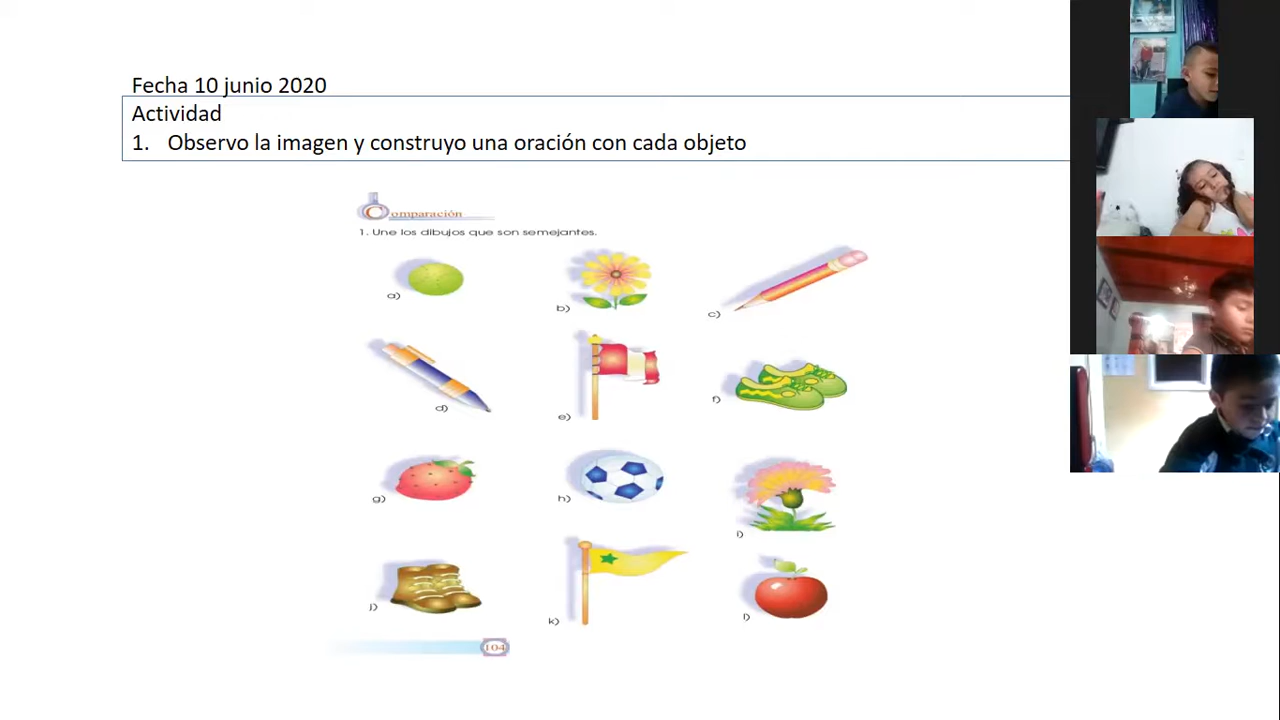 Fecha 10 junio 2020
Actividad
1. Observo la imagen y construyo una oración con cada objeto
Comparación
1. Une los dibujos que son semejantes.
a)
b)
c)
d)
e)
f)
g)
h)
i)
j)
k)
l)
104